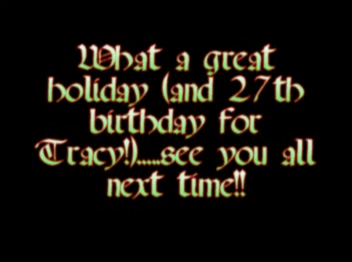 What a great
holiday (and 27th
birthday for
Tracy!).....see you all
next time!!